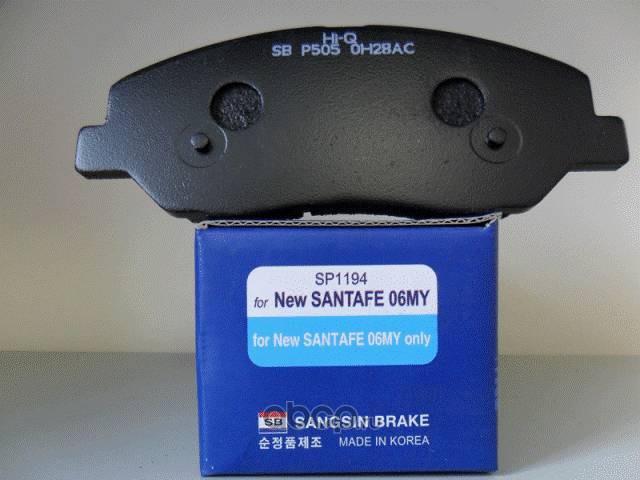 HI-Q
SB P505 0H28AC
SP1194
for New SANTAFE 06MY
for New SANTAFE 06MY only
SB SANGSIN BRAKE
순정품제조 MADE IN KOREA